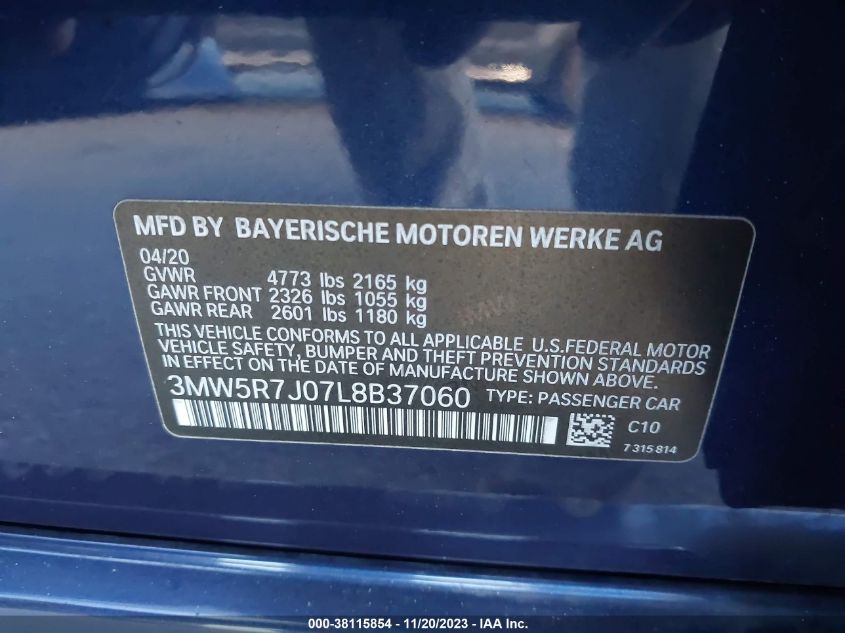 MFD BY BAYERISCHE MOTOREN WERKE AG
04/20
GVWR 4773 lbs 2165 kg
GAWR FRONT 2326 lbs 1055 kg
GAWR REAR 2601 lbs 1180 kg
THIS VEHICLE CONFORMS TO ALL APPLICABLE U.S.FEDERAL MOTOR
VEHICLE SAFETY, BUMPER AND THEFT PREVENTION STANDARDS
IN EFFECT ON THE DATE OF MANUFACTURE SHOWN ABOVE.
3MW5R7J07L8B37060 TYPE: PASSENGER CAR
C10
7 315 814
000-38115854 - 11/20/2023 - IAA Inc.